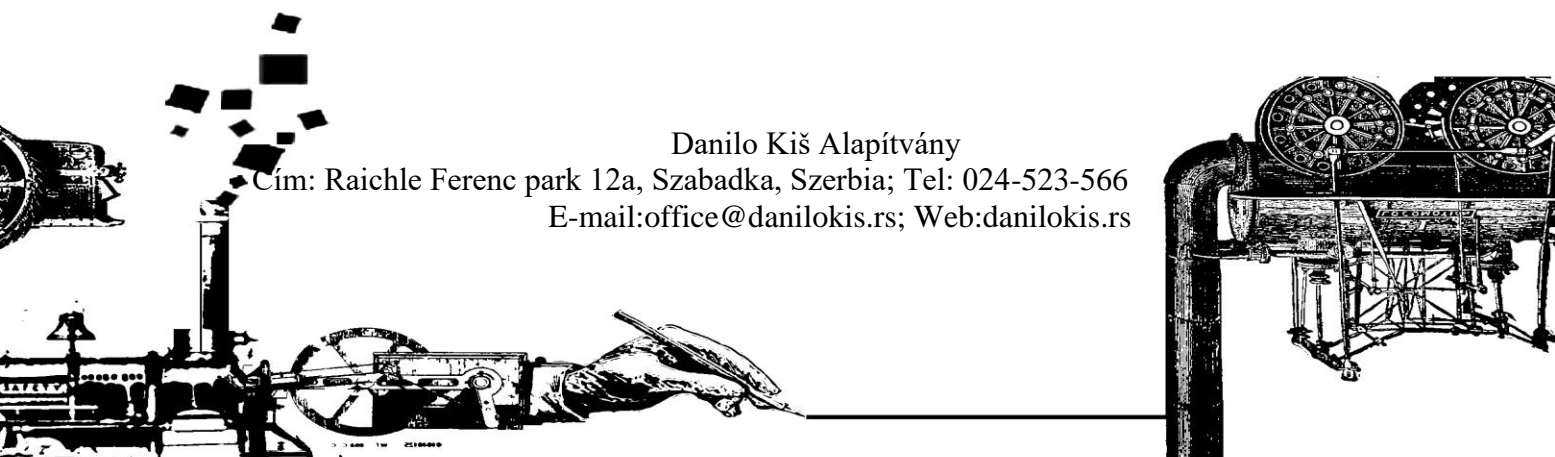 Danilo Kiš Alapítvány
Cím: Raichle Ferenc park 12a, Szabadka, Szerbia; Tel: 024-523-566
E-mail:office@danilokis.rs; Web:danilokis.rs